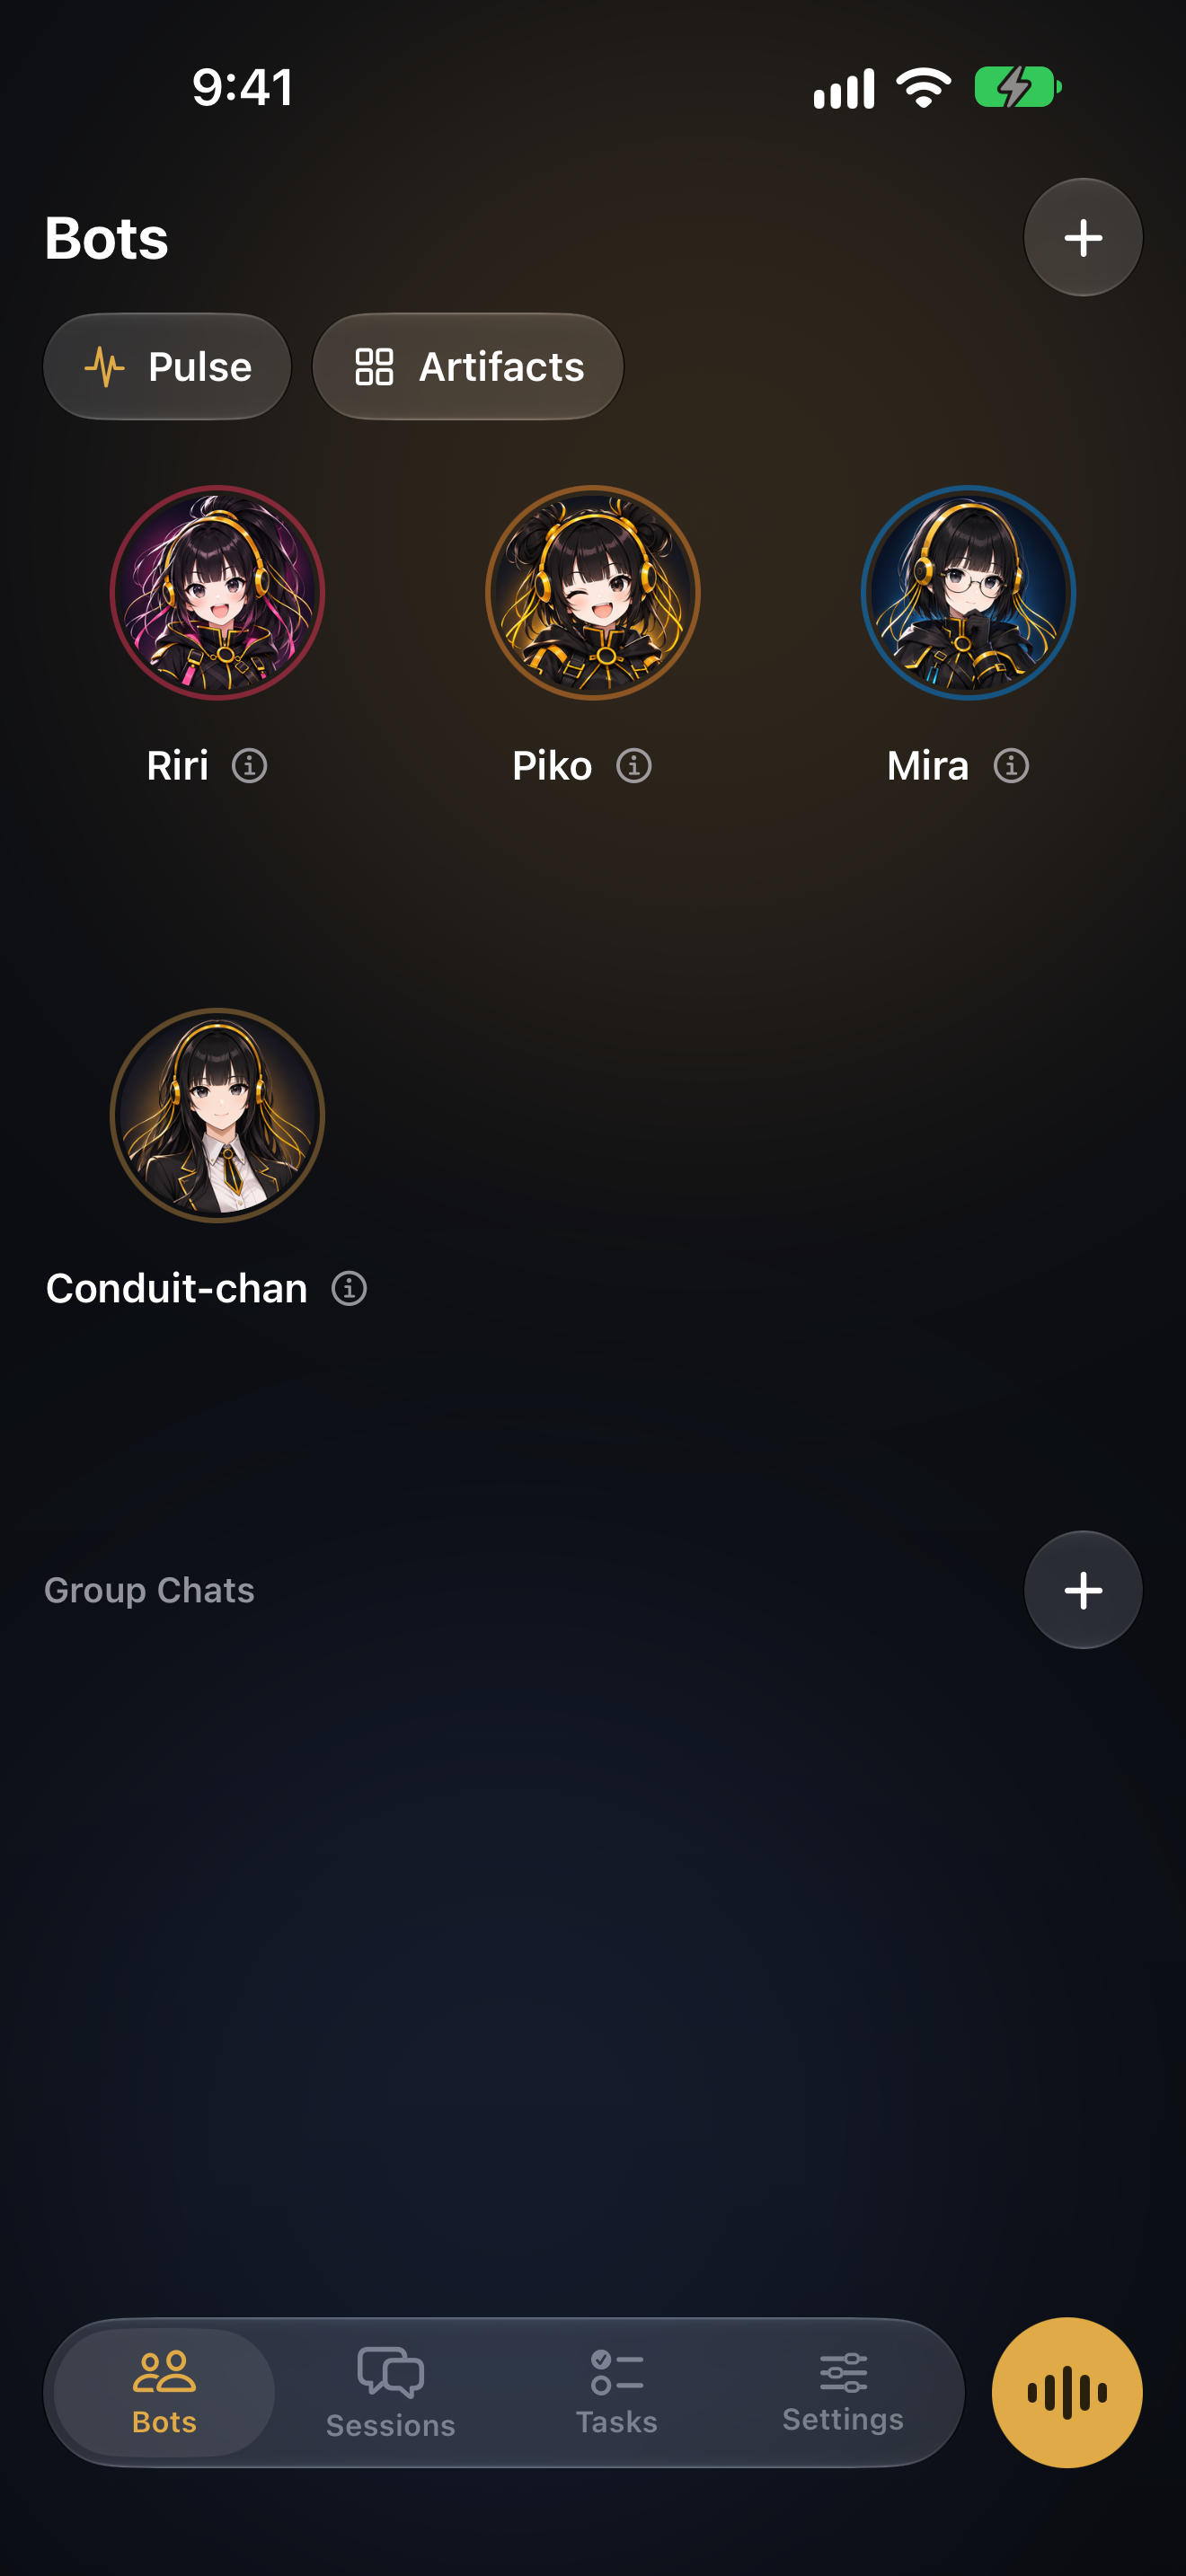 9:41
Bots
Pulse
Artifacts
Riri
Piko
Mira
Conduit-chan
Group Chats
Bots
Sessions
Tasks
Settings